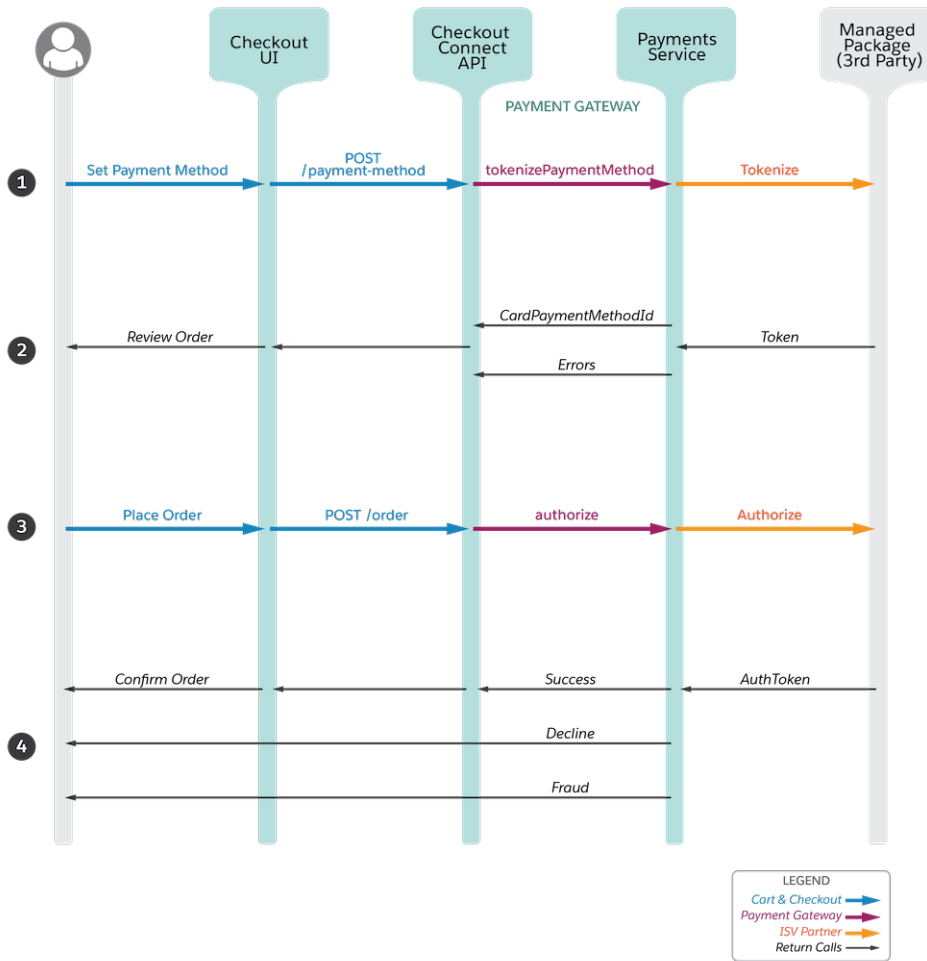 Checkout
UI
Checkout
Connect
API
Payments
Service
Managed
Package
(3rd Party)
PAYMENT GATEWAY
1
Set Payment Method
POST
/payment-method
tokenizePaymentMethod
Tokenize
CardPaymentMethodId
2
Review Order
Token
Errors
3
Place Order
POST /order
authorize
Authorize
Confirm Order
Success
AuthToken
4
Decline
Fraud
LEGEND
Cart & Checkout
Payment Gateway
ISV Partner
Return Calls